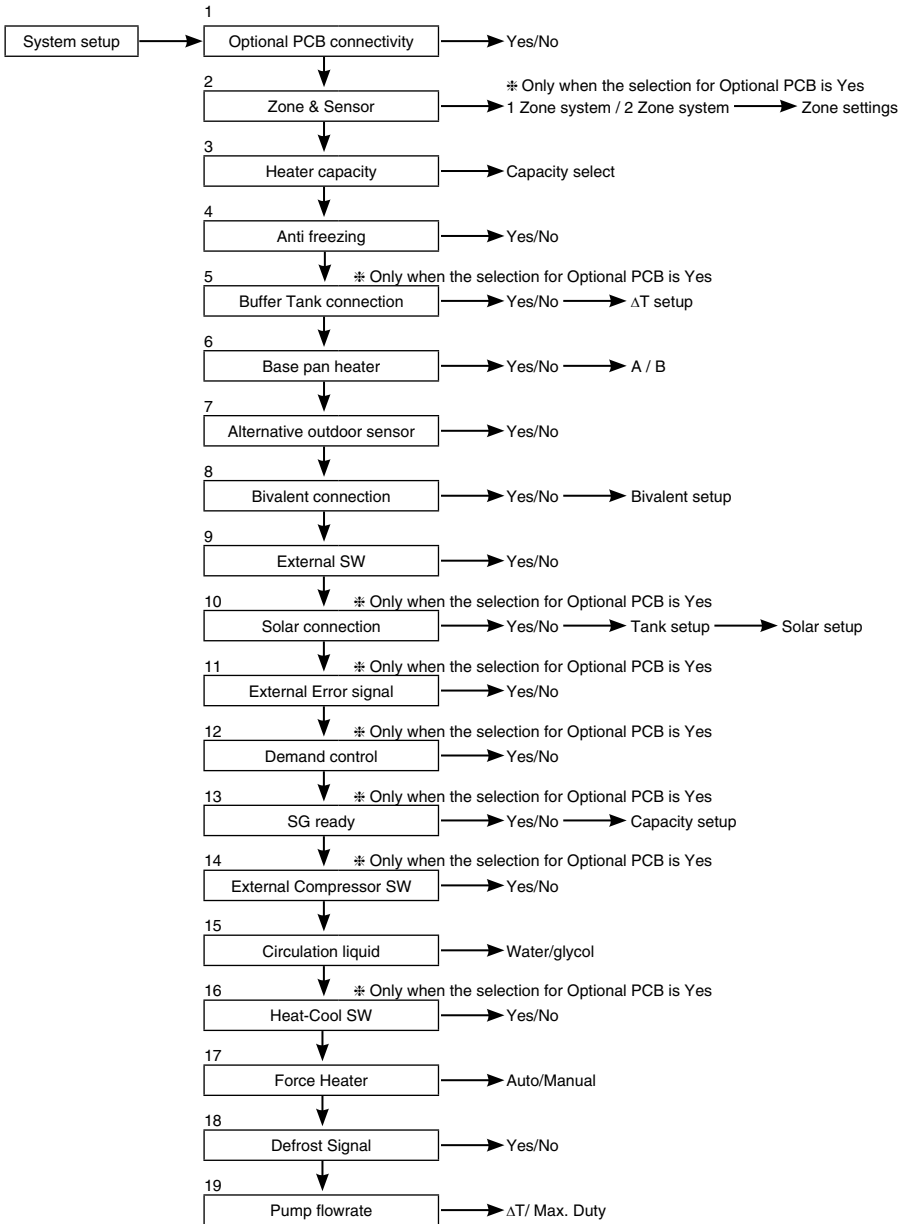 1
System setup Optional PCB connectivity Yes/No
2 ⁜ Only when the selection for Optional PCB is Yes
Zone & Sensor 1 Zone system / 2 Zone system Zone settings
3
Heater capacity Capacity select
4
Anti freezing Yes/No
5 ⁜ Only when the selection for Optional PCB is Yes
Buffer Tank connection Yes/No ∆T setup
6
Base pan heater Yes/No A / B
7
Alternative outdoor sensor Yes/No
8
Bivalent connection Yes/No Bivalent setup
9
External SW Yes/No
10 ⁜ Only when the selection for Optional PCB is Yes
Solar connection Yes/No Tank setup Solar setup
11 ⁜ Only when the selection for Optional PCB is Yes
External Error signal Yes/No
12 ⁜ Only when the selection for Optional PCB is Yes
Demand control Yes/No
13 ⁜ Only when the selection for Optional PCB is Yes
SG ready Yes/No Capacity setup
14 ⁜ Only when the selection for Optional PCB is Yes
External Compressor SW Yes/No
15
Circulation liquid Water/glycol
16 ⁜ Only when the selection for Optional PCB is Yes
Heat-Cool SW Yes/No
17
Force Heater Auto/Manual
18
Defrost Signal Yes/No
19
Pump flowrate ∆T/ Max. Duty